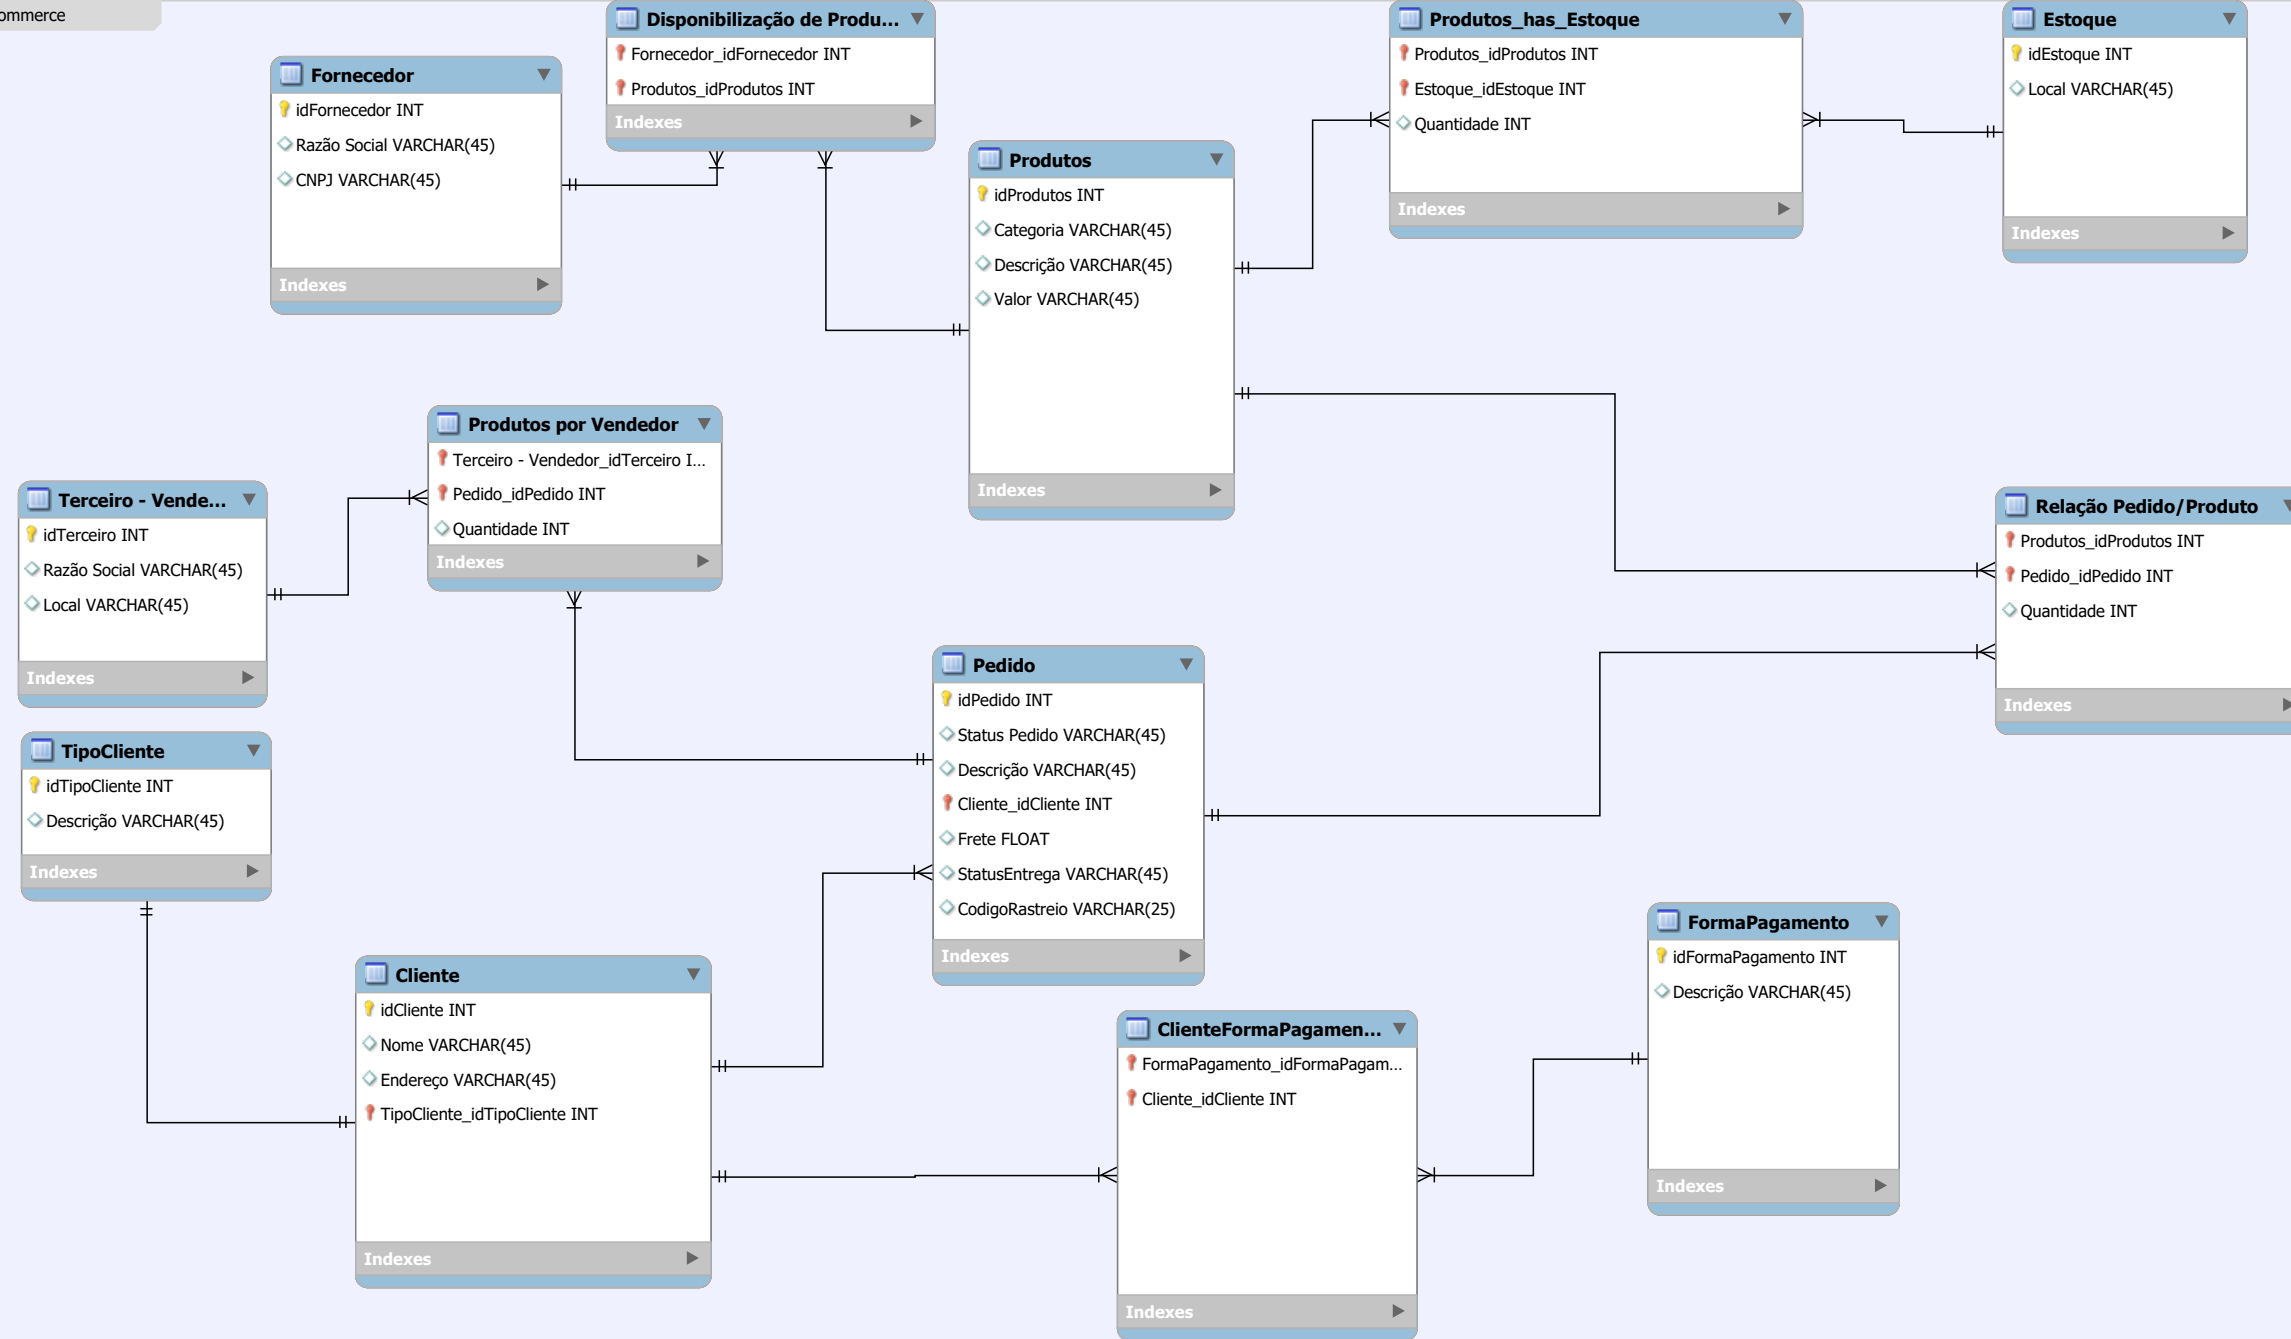 ommerce
Disponibilização de Produ...
Fornecedor_idFornecedor INT
Produtos_idProdutos INT
Indexes
Produtos_has_Estoque
Produtos_idProdutos INT
Estoque_idEstoque INT
Quantidade INT
Indexes
Estoque
idEstoque INT
Local VARCHAR(45)
Indexes
Fornecedor
idFornecedor INT
Razão Social VARCHAR(45)
CNPJ VARCHAR(45)
Indexes
Produtos
idProdutos INT
Categoria VARCHAR(45)
Descrição VARCHAR(45)
Valor VARCHAR(45)
Indexes
Produtos por Vendedor
Terceiro - Vendedor_idTerceiro I...
Pedido_idPedido INT
Quantidade INT
Indexes
Terceiro - Vende...
idTerceiro INT
Razão Social VARCHAR(45)
Local VARCHAR(45)
Indexes
Relação Pedido/Produto
Produtos_idProdutos INT
Pedido_idPedido INT
Quantidade INT
Indexes
Pedido
idPedido INT
Status Pedido VARCHAR(45)
Descrição VARCHAR(45)
Cliente_idCliente INT
Frete FLOAT
StatusEntrega VARCHAR(45)
CodigoRastreio VARCHAR(25)
Indexes
TipoCliente
idTipoCliente INT
Descrição VARCHAR(45)
Indexes
Cliente
idCliente INT
Nome VARCHAR(45)
Endereço VARCHAR(45)
TipoCliente_idTipoCliente INT
Indexes
ClienteFormaPagamen...
FormaPagamento_idFormaPagam...
Cliente_idCliente INT
Indexes
FormaPagamento
idFormaPagamento INT
Descrição VARCHAR(45)
Indexes